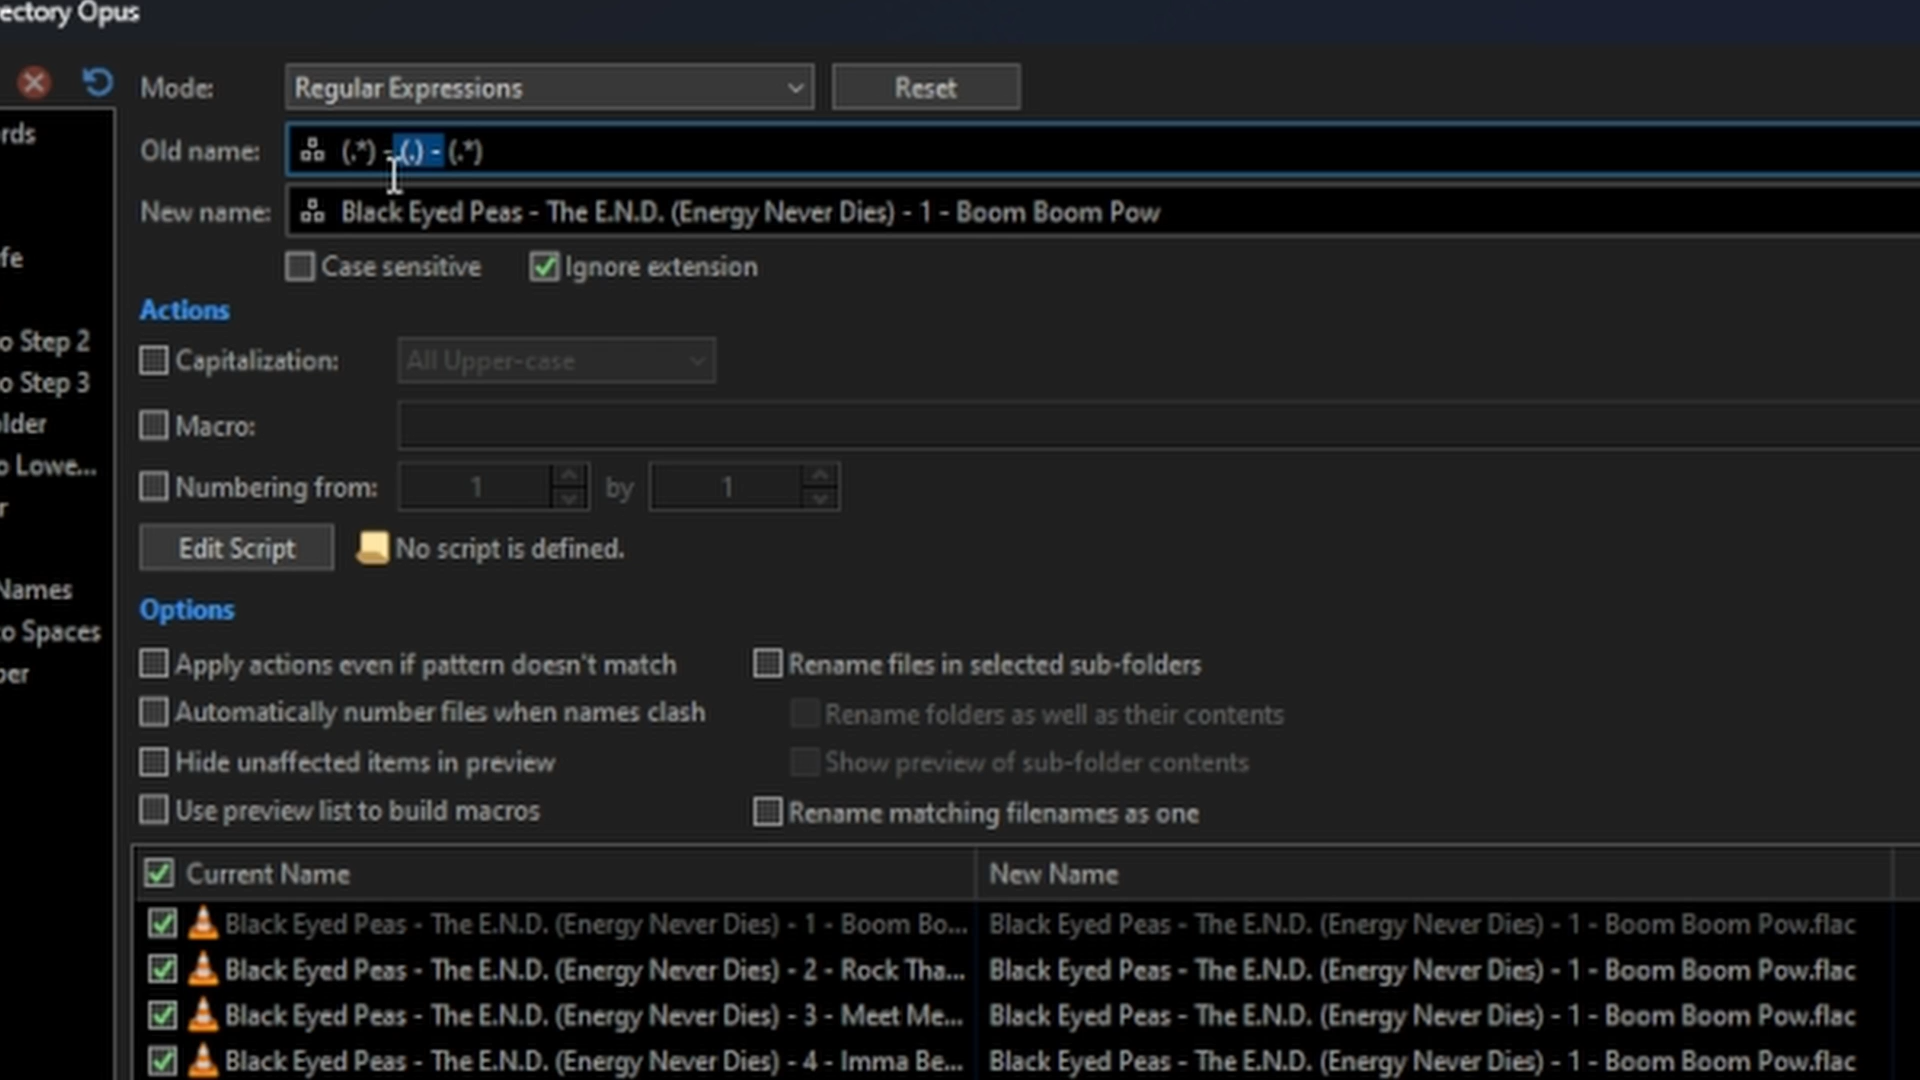 ectory Opus
Mode: Regular Expressions Reset
rds
Old name: (.*) - (.) - (.*)
New name: Black Eyed Peas - The E.N.D. (Energy Never Dies) - 1 - Boom Boom Pow
fe
Case sensitive Ignore extension
Actions
o Step 2
Capitalization: All Upper-case
o Step 3
older
Macro:
o Lowe...
Numbering from: 1 by 1
r
Edit Script No script is defined.
Names
Options
o Spaces
Apply actions even if pattern doesn't match Rename files in selected sub-folders
ber
Automatically number files when names clash Rename folders as well as their contents
Hide unaffected items in preview Show preview of sub-folder contents
Use preview list to build macros Rename matching filenames as one
Current Name New Name
Black Eyed Peas - The E.N.D. (Energy Never Dies) - 1 - Boom Bo... Black Eyed Peas - The E.N.D. (Energy Never Dies) - 1 - Boom Boom Pow.flac
Black Eyed Peas - The E.N.D. (Energy Never Dies) - 2 - Rock Tha... Black Eyed Peas - The E.N.D. (Energy Never Dies) - 1 - Boom Boom Pow.flac
Black Eyed Peas - The E.N.D. (Energy Never Dies) - 3 - Meet Me... Black Eyed Peas - The E.N.D. (Energy Never Dies) - 1 - Boom Boom Pow.flac
Black Eyed Peas - The E.N.D. (Energy Never Dies) - 4 - Imma Be... Black Eyed Peas - The E.N.D. (Energy Never Dies) - 1 - Boom Boom Pow.flac